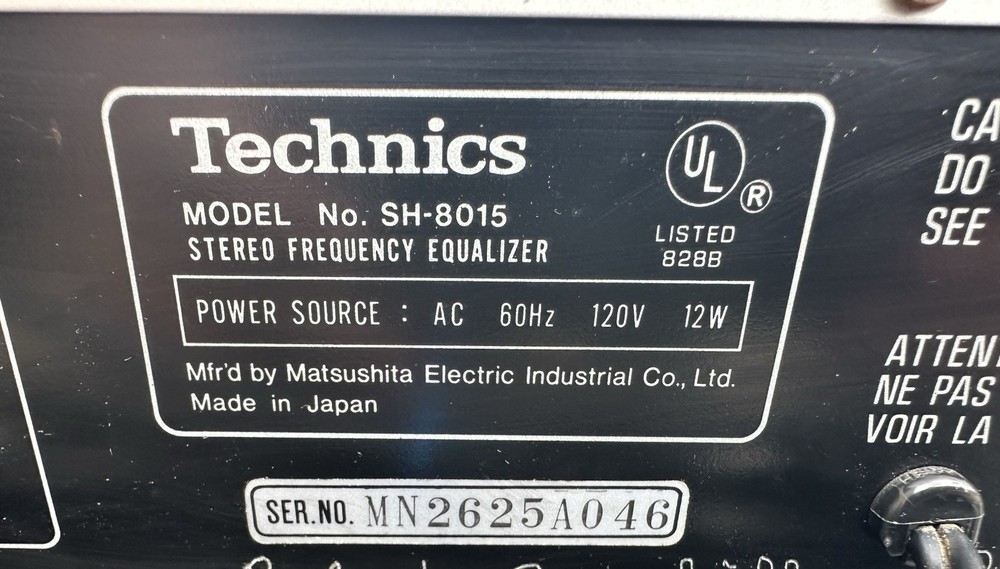 Technics
MODEL No. SH-8015
STEREO FREQUENCY EQUALIZER
UL
®
LISTED
828B
POWER SOURCE : AC 60Hz 120V 12W
Mfr'd by Matsushita Electric Industrial Co., Ltd.
Made in Japan
SER.NO. MN2625A046
CA
DO
SEE
ATTEN
NE PAS
VOIR LA